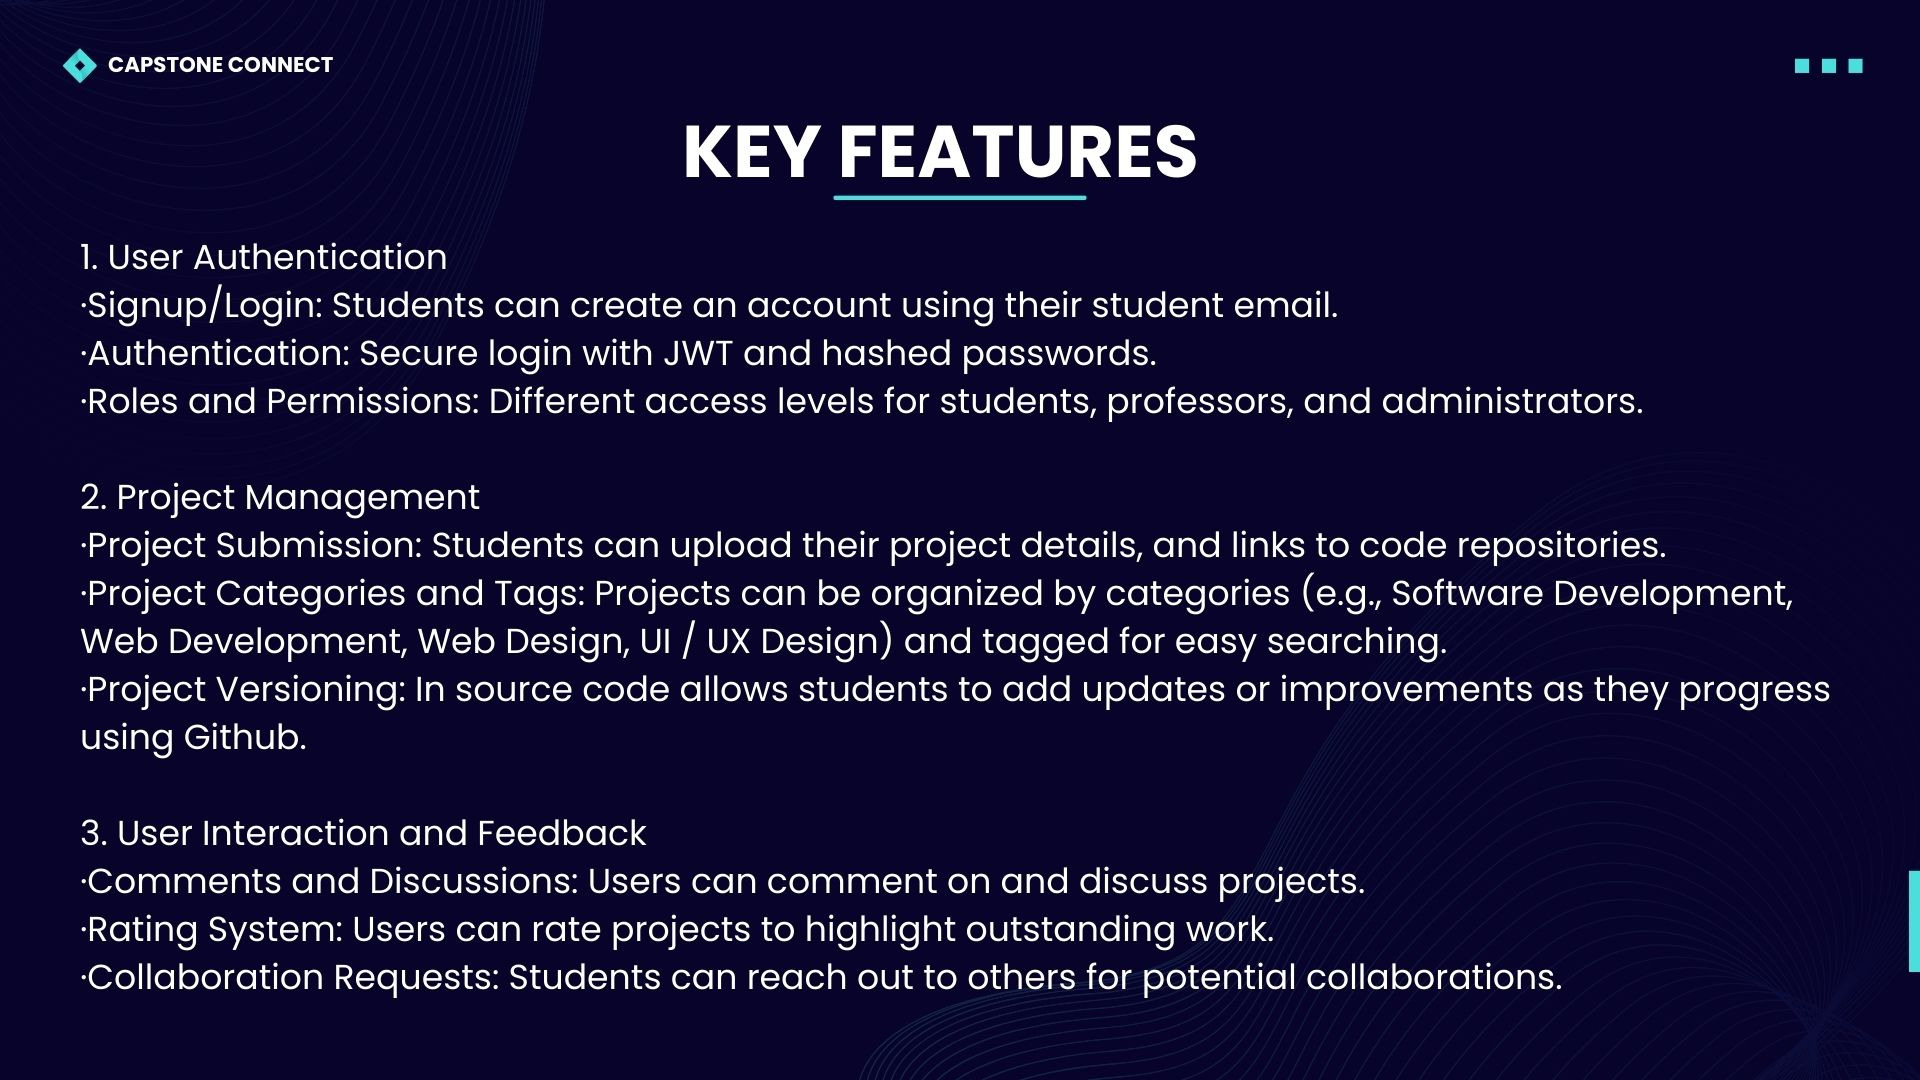 CAPSTONE CONNECT
KEY FEATURES
1. User Authentication
·Signup/Login: Students can create an account using their student email.
·Authentication: Secure login with JWT and hashed passwords.
·Roles and Permissions: Different access levels for students, professors, and administrators.
2. Project Management
·Project Submission: Students can upload their project details, and links to code repositories.
·Project Categories and Tags: Projects can be organized by categories (e.g., Software Development,
Web Development, Web Design, UI / UX Design) and tagged for easy searching.
·Project Versioning: In source code allows students to add updates or improvements as they progress
using Github.
3. User Interaction and Feedback
·Comments and Discussions: Users can comment on and discuss projects.
·Rating System: Users can rate projects to highlight outstanding work.
·Collaboration Requests: Students can reach out to others for potential collaborations.